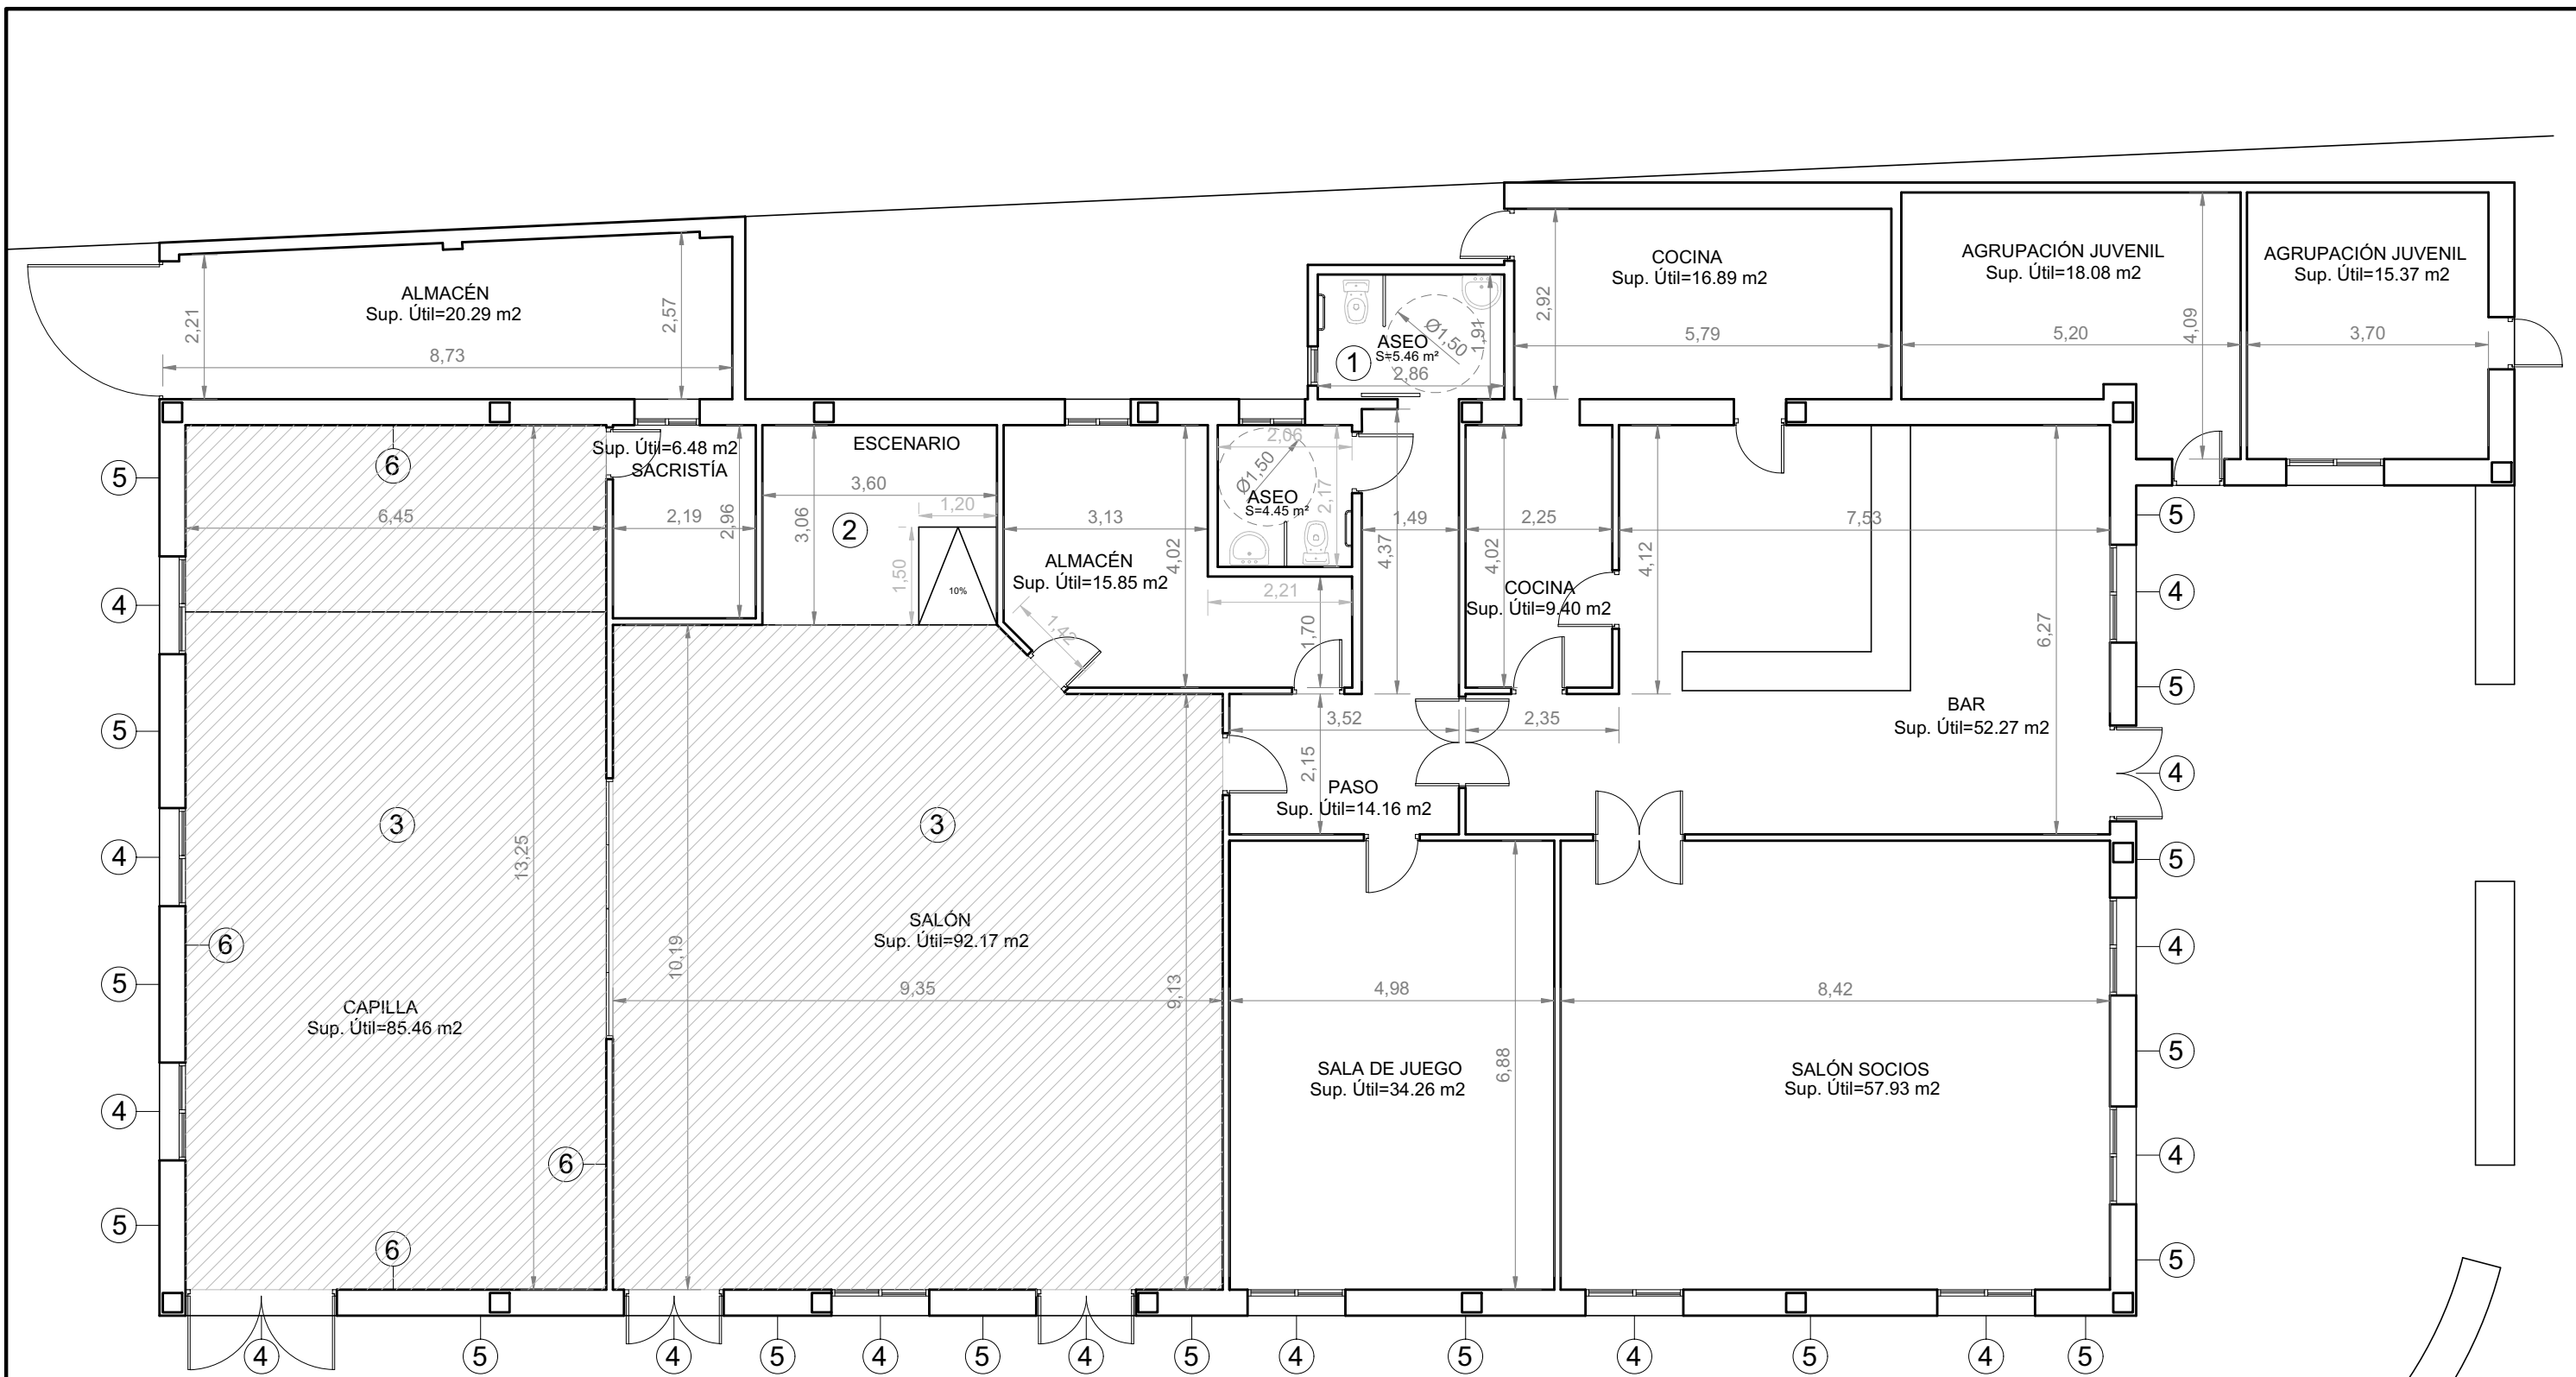 COCINA
Sup. Útil=16.89 m2
AGRUPACIÓN JUVENIL
Sup. Útil=18.08 m2
AGRUPACIÓN JUVENIL
Sup. Útil=15.37 m2
ALMACÉN
Sup. Útil=20.29 m2
2,21
2,57
8,73
ASEO
S=5.46 m²
Ø1,50
1,91
2,86
1
2,92
5,79
5,20
4,09
3,70
Sup. Útil=6.48 m2
SACRISTÍA
ESCENARIO
3,60
1,20
3,06
2
1,50
10%
6
6,45
2,19
2,96
3,13
4,02
ALMACÉN
Sup. Útil=15.85 m2
1,42
2,06
Ø1,50
ASEO
S=4.45 m²
2,17
2,21
1,70
1,49
4,37
2,25
4,02
COCINA
Sup. Útil=9.40 m2
7,53
4,12
6,27
BAR
Sup. Útil=52.27 m2
3,52
2,35
2,15
PASO
Sup. Útil=14.16 m2
3
3
13,25
6
SALÓN
Sup. Útil=92.17 m2
10,19
9,35
9,13
CAPILLA
Sup. Útil=85.46 m2
4,98
6,88
8,42
SALA DE JUEGO
Sup. Útil=34.26 m2
SALÓN SOCIOS
Sup. Útil=57.93 m2
6
6
5
4
5
4
5
4
5
5
4
5
4
5
4
5
4
5
4
5
4
5
4
5
4
5
4
5
4
5
4
5